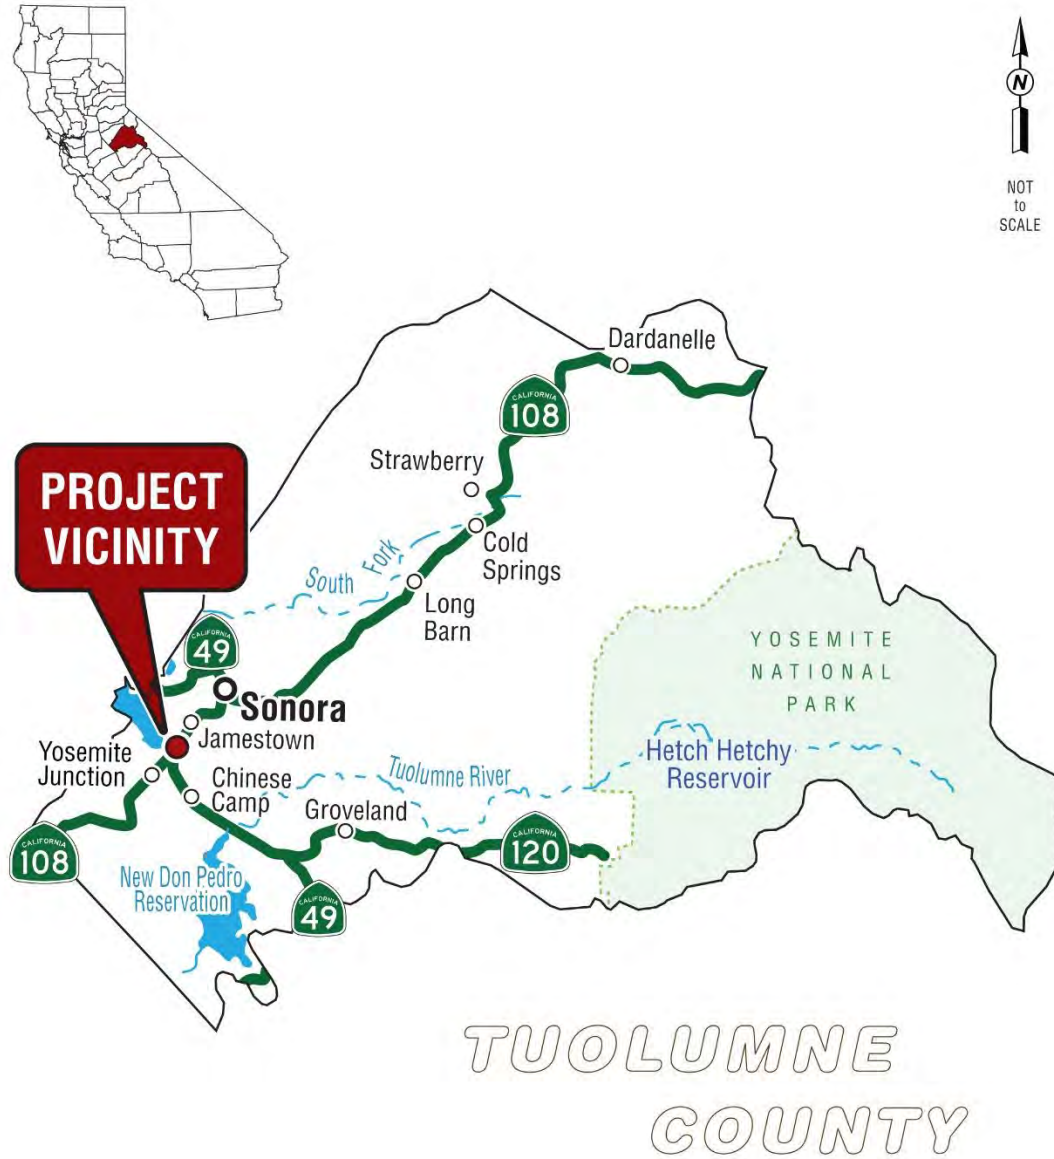 N
NOT
to
SCALE
Dardanelle
CALIFORNIA
108
Strawberry
PROJECT
VICINITY
Cold
Springs
South Fork
Long
Barn
CALIFORNIA
49
YOSEMITE
NATIONAL
PARK
Sonora
Jamestown
Yosemite
Junction
Chinese
Camp
Tuolumne River
Hetch Hetchy
Reservoir
Groveland
CALIFORNIA
108
CALIFORNIA
120
New Don Pedro
Reservation
CALIFORNIA
49
TUOLUMNE
COUNTY